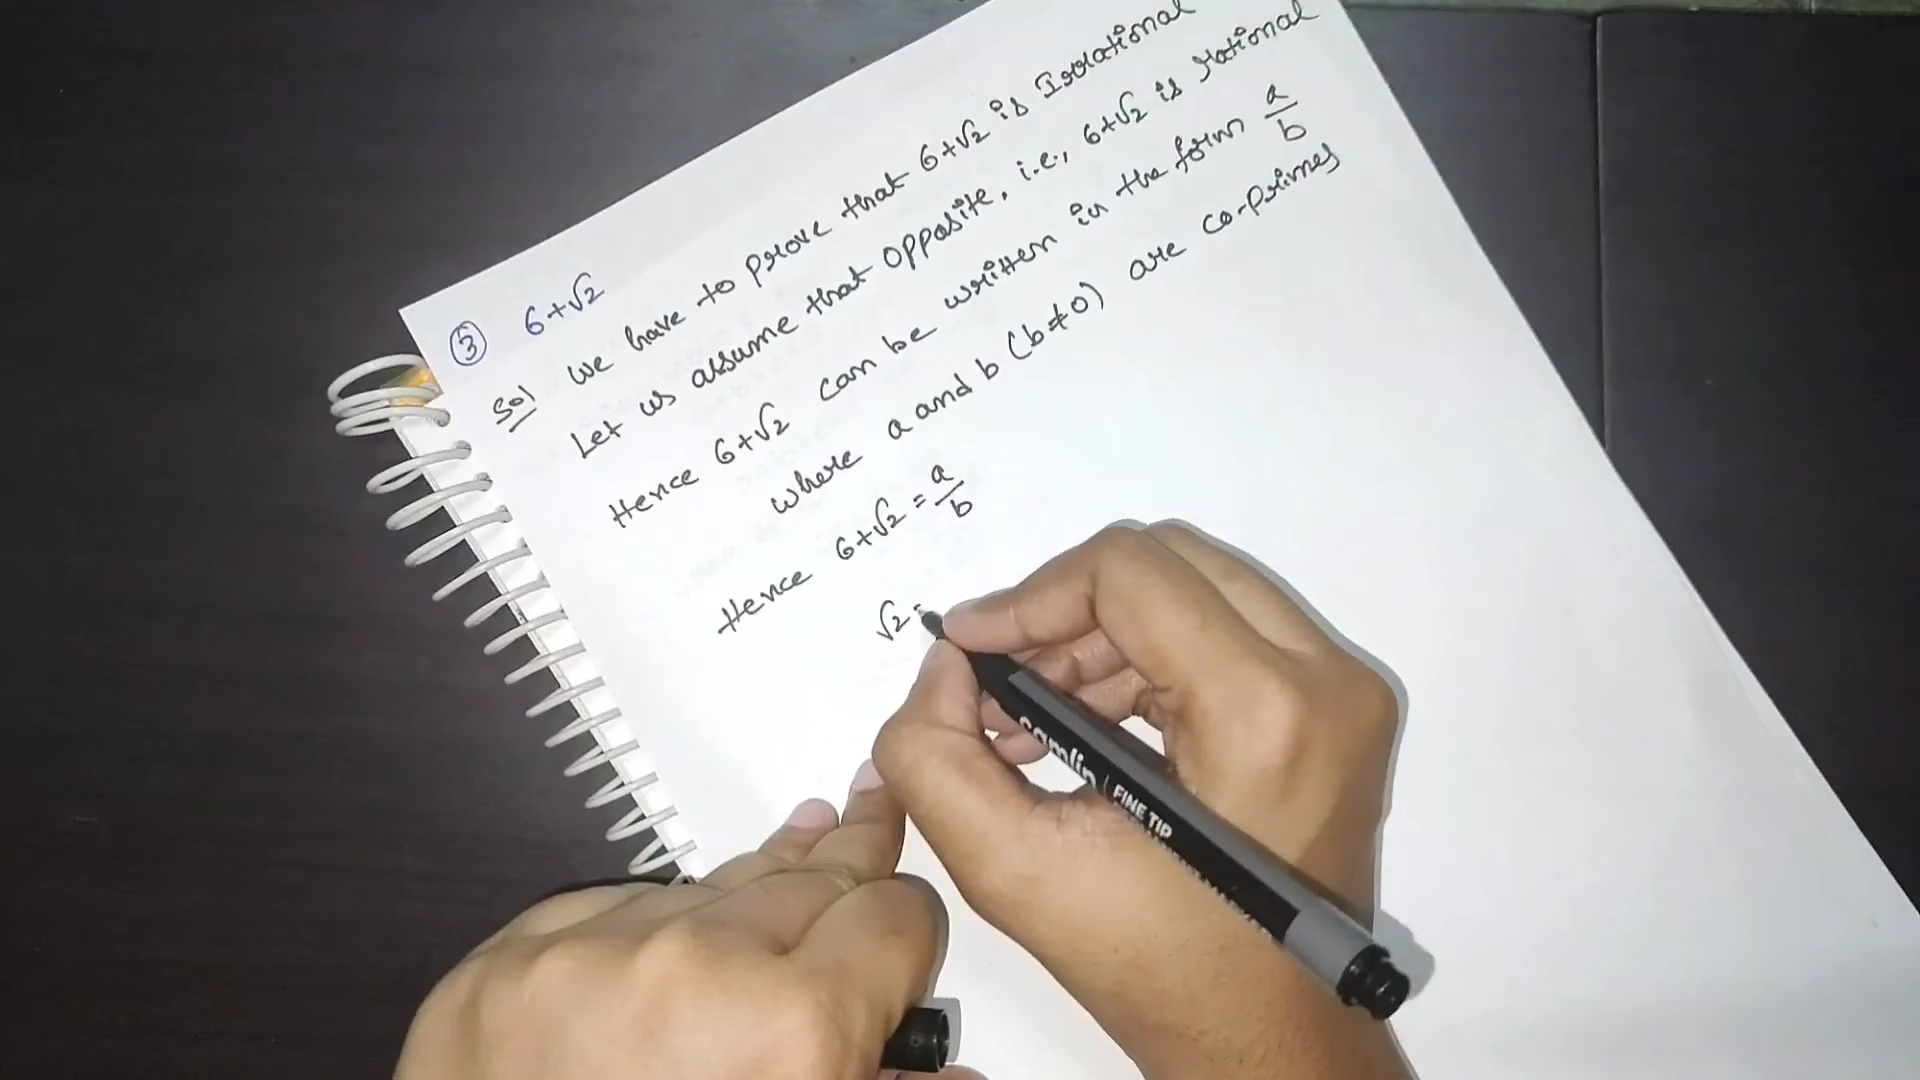 ③ 6+√2
Sol We have to prove that 6+√2 is Irrational
Let us assume that opposite, i.e., 6+√2 is rational
Hence 6+√2 can be written in the form a/b
where a and b (b≠0) are co-primes
Hence 6+√2 = a/b
√2 =
camlin FINE TIP